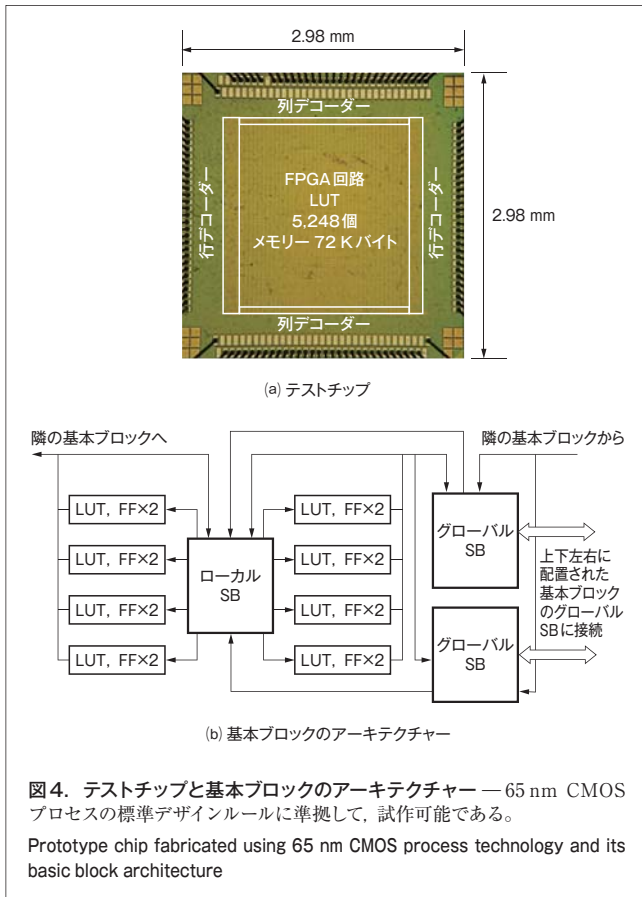 2.98 mm
列デコーダー
行デコーダー
FPGA回路
LUT
5,248個
メモリー 72 Kバイト
行デコーダー
2.98 mm
列デコーダー
(a) テストチップ
隣の基本ブロックへ
隣の基本ブロックから
LUT, FF×2
LUT, FF×2
LUT, FF×2
LUT, FF×2
ローカル
SB
LUT, FF×2
LUT, FF×2
LUT, FF×2
LUT, FF×2
グローバル
SB
グローバル
SB
上下左右に
配置された
基本ブロック
のグローバル
SBに接続
(b) 基本ブロックのアーキテクチャー
図4. テストチップと基本ブロックのアーキテクチャー — 65 nm CMOS
プロセスの標準デザインルールに準拠して, 試作可能である。
Prototype chip fabricated using 65 nm CMOS process technology and its
basic block architecture